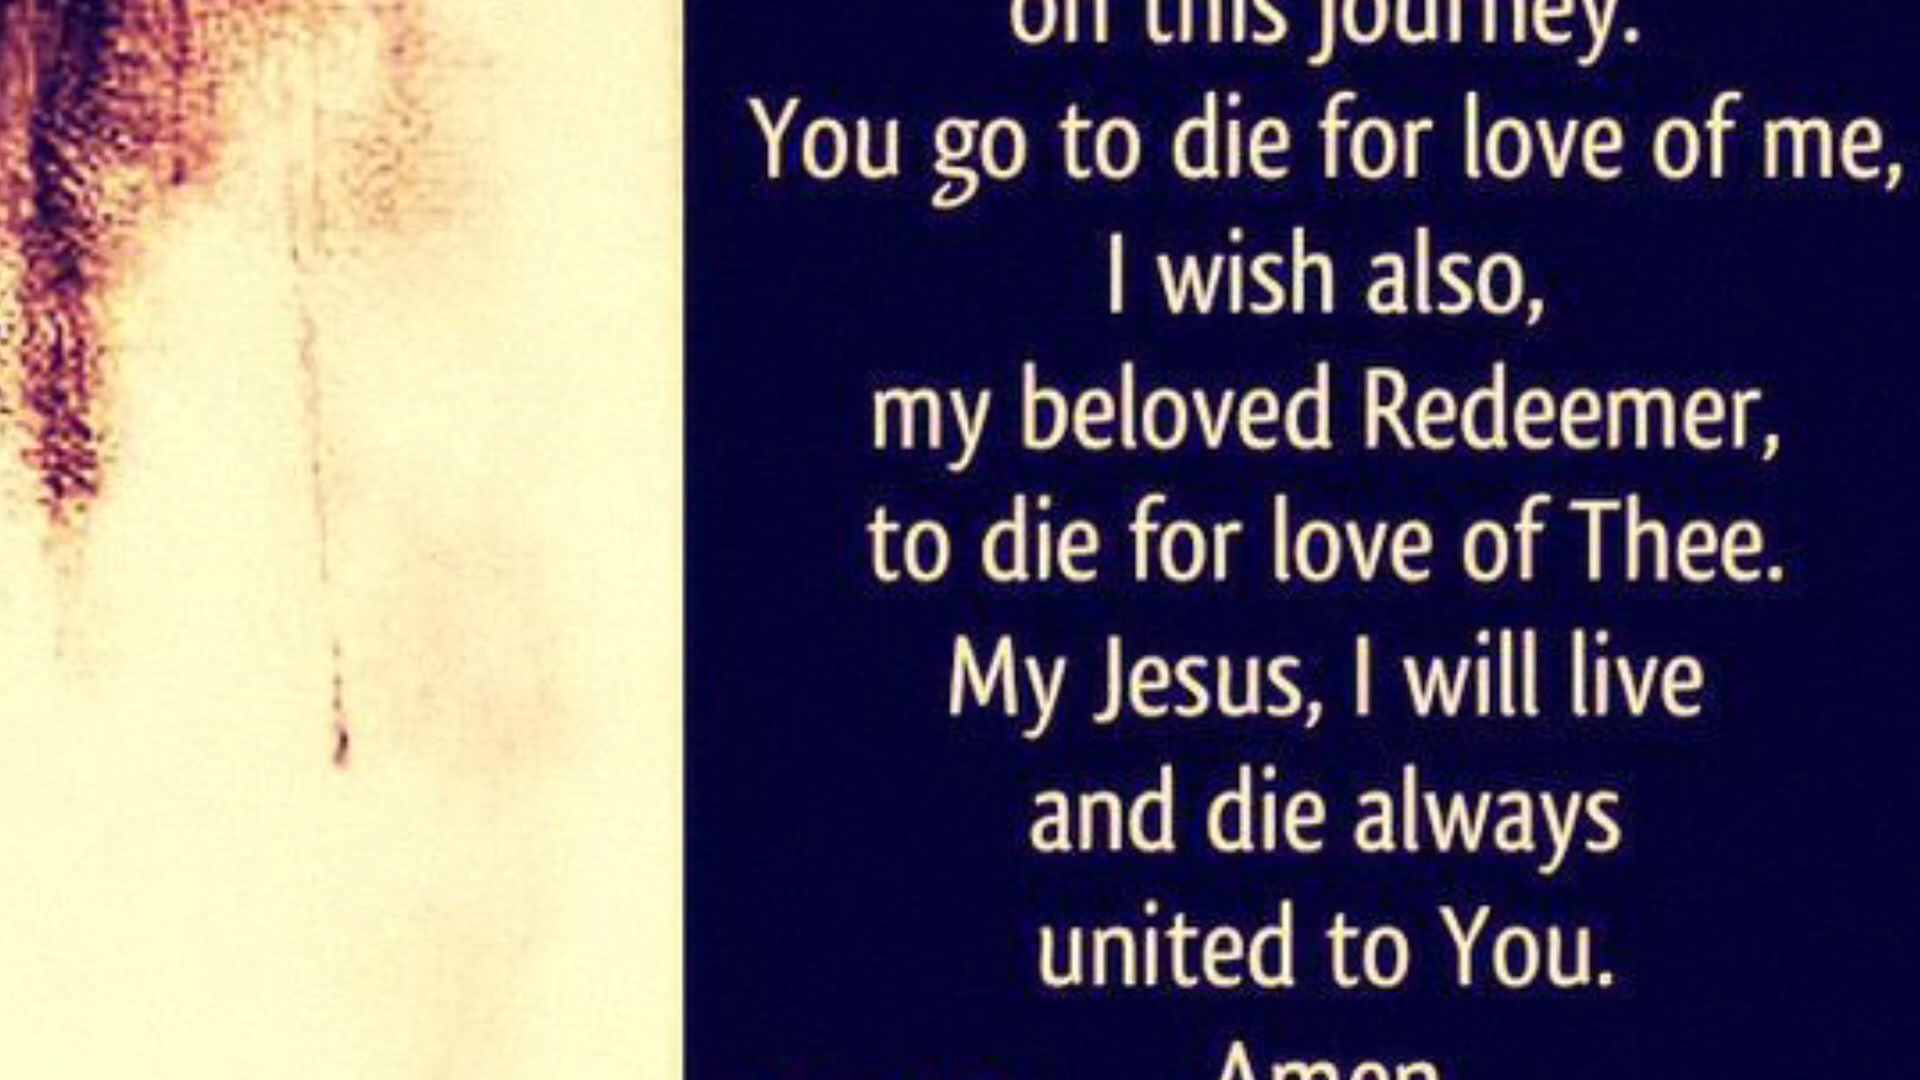 on this journey.
You go to die for love of me,
I wish also,
my beloved Redeemer,
to die for love of Thee.
My Jesus, I will live
and die always
united to You.
Amen